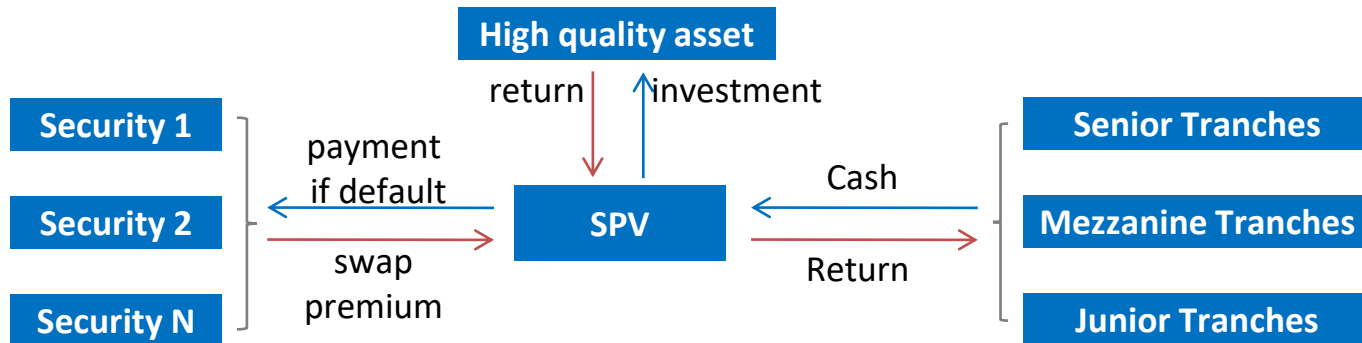 High quality asset
return
investment
Security 1
Security 2
Security N
payment
if default
swap
premium
SPV
Cash
Return
Senior Tranches
Mezzanine Tranches
Junior Tranches